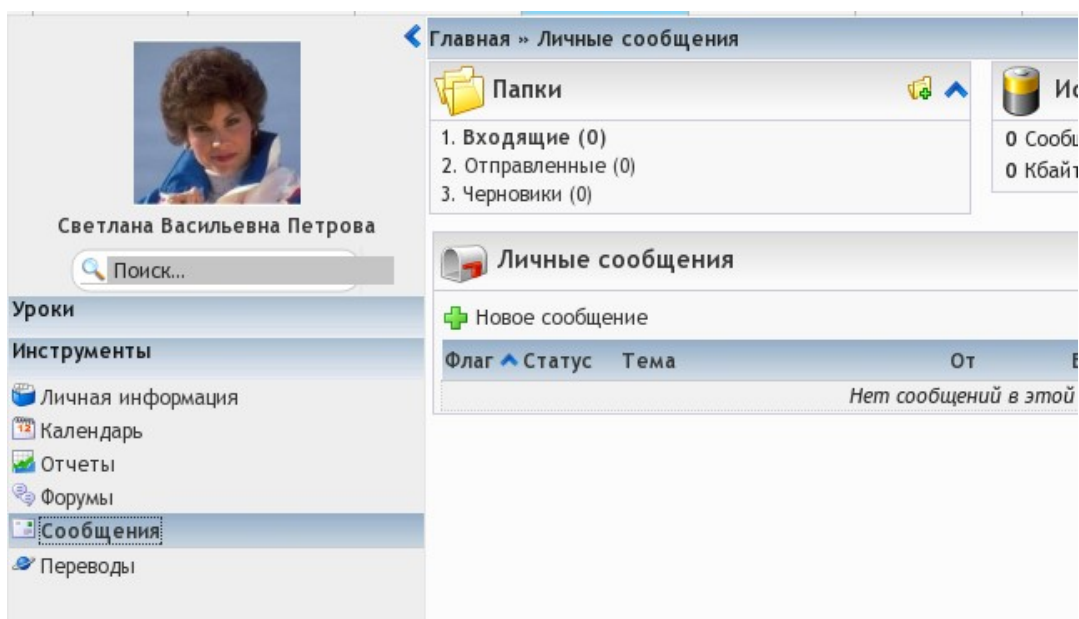 Главная » Личные сообщения
Светлана Васильевна Петрова
Поиск...
Уроки
Инструменты
Личная информация
Календарь
Отчеты
Форумы
Сообщения
Переводы
Папки
1. Входящие (0)
2. Отправленные (0)
3. Черновики (0)
0
0 Кбайт
Личные сообщения
Новое сообщение
Флаг Статус Тема От
Нет сообщений в этой